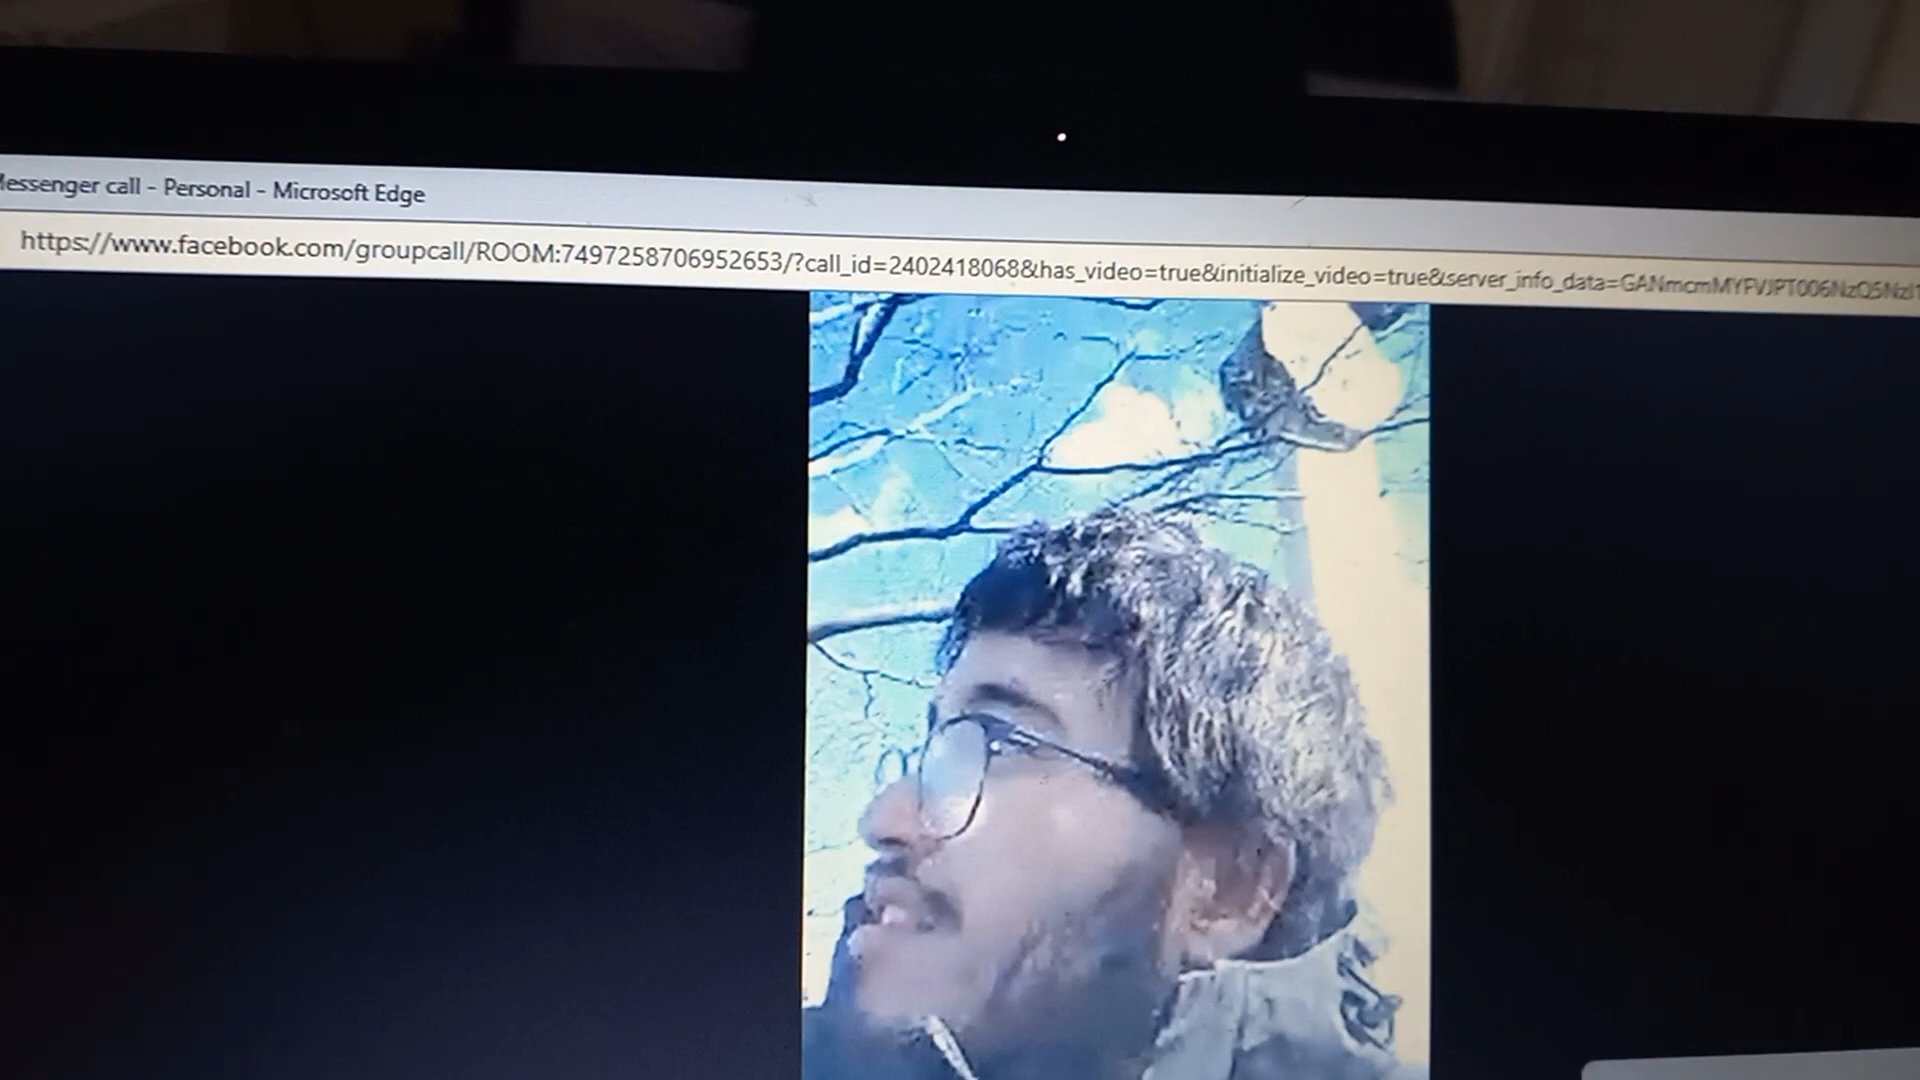 Messenger call - Personal - Microsoft Edge
https://www.facebook.com/groupcall/ROOM:7497258706952653/?call_id=2402418068&has_video=true&initialize_video=true&server_info_data=GANmcmMYFVJPT006NzQ5NzI1